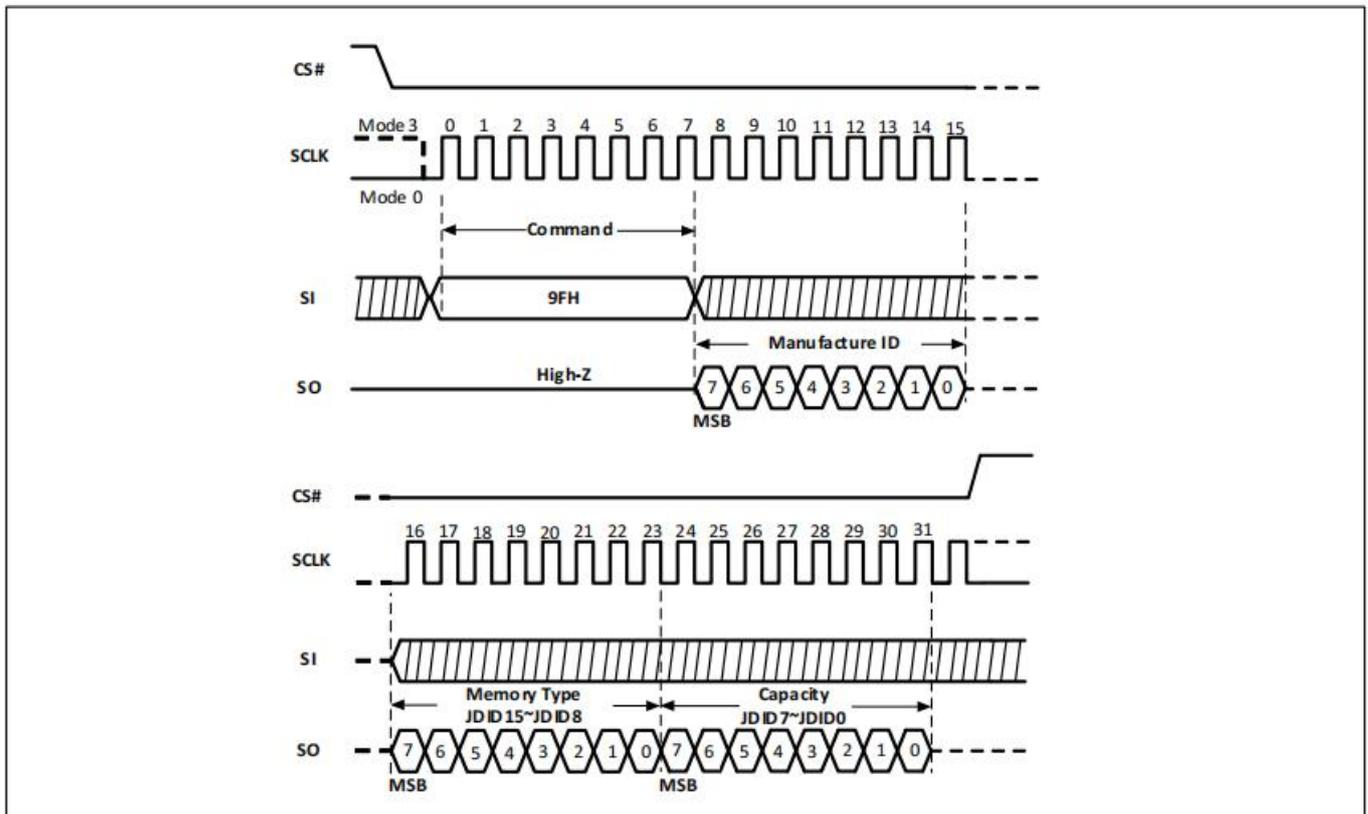 CS#
Mode 3 0 1 2 3 4 5 6 7 8 9 10 11 12 13 14 15
SCLK
Mode 0
Command
SI 9FH
Manufacture ID
High-Z
SO 7 6 5 4 3 2 1 0
MSB
CS#
16 17 18 19 20 21 22 23 24 25 26 27 28 29 30 31
SCLK
SI
Memory Type Capacity
JDID15~JDID8 JDID7~JDID0
SO 7 6 5 4 3 2 1 0 7 6 5 4 3 2 1 0
MSB MSB